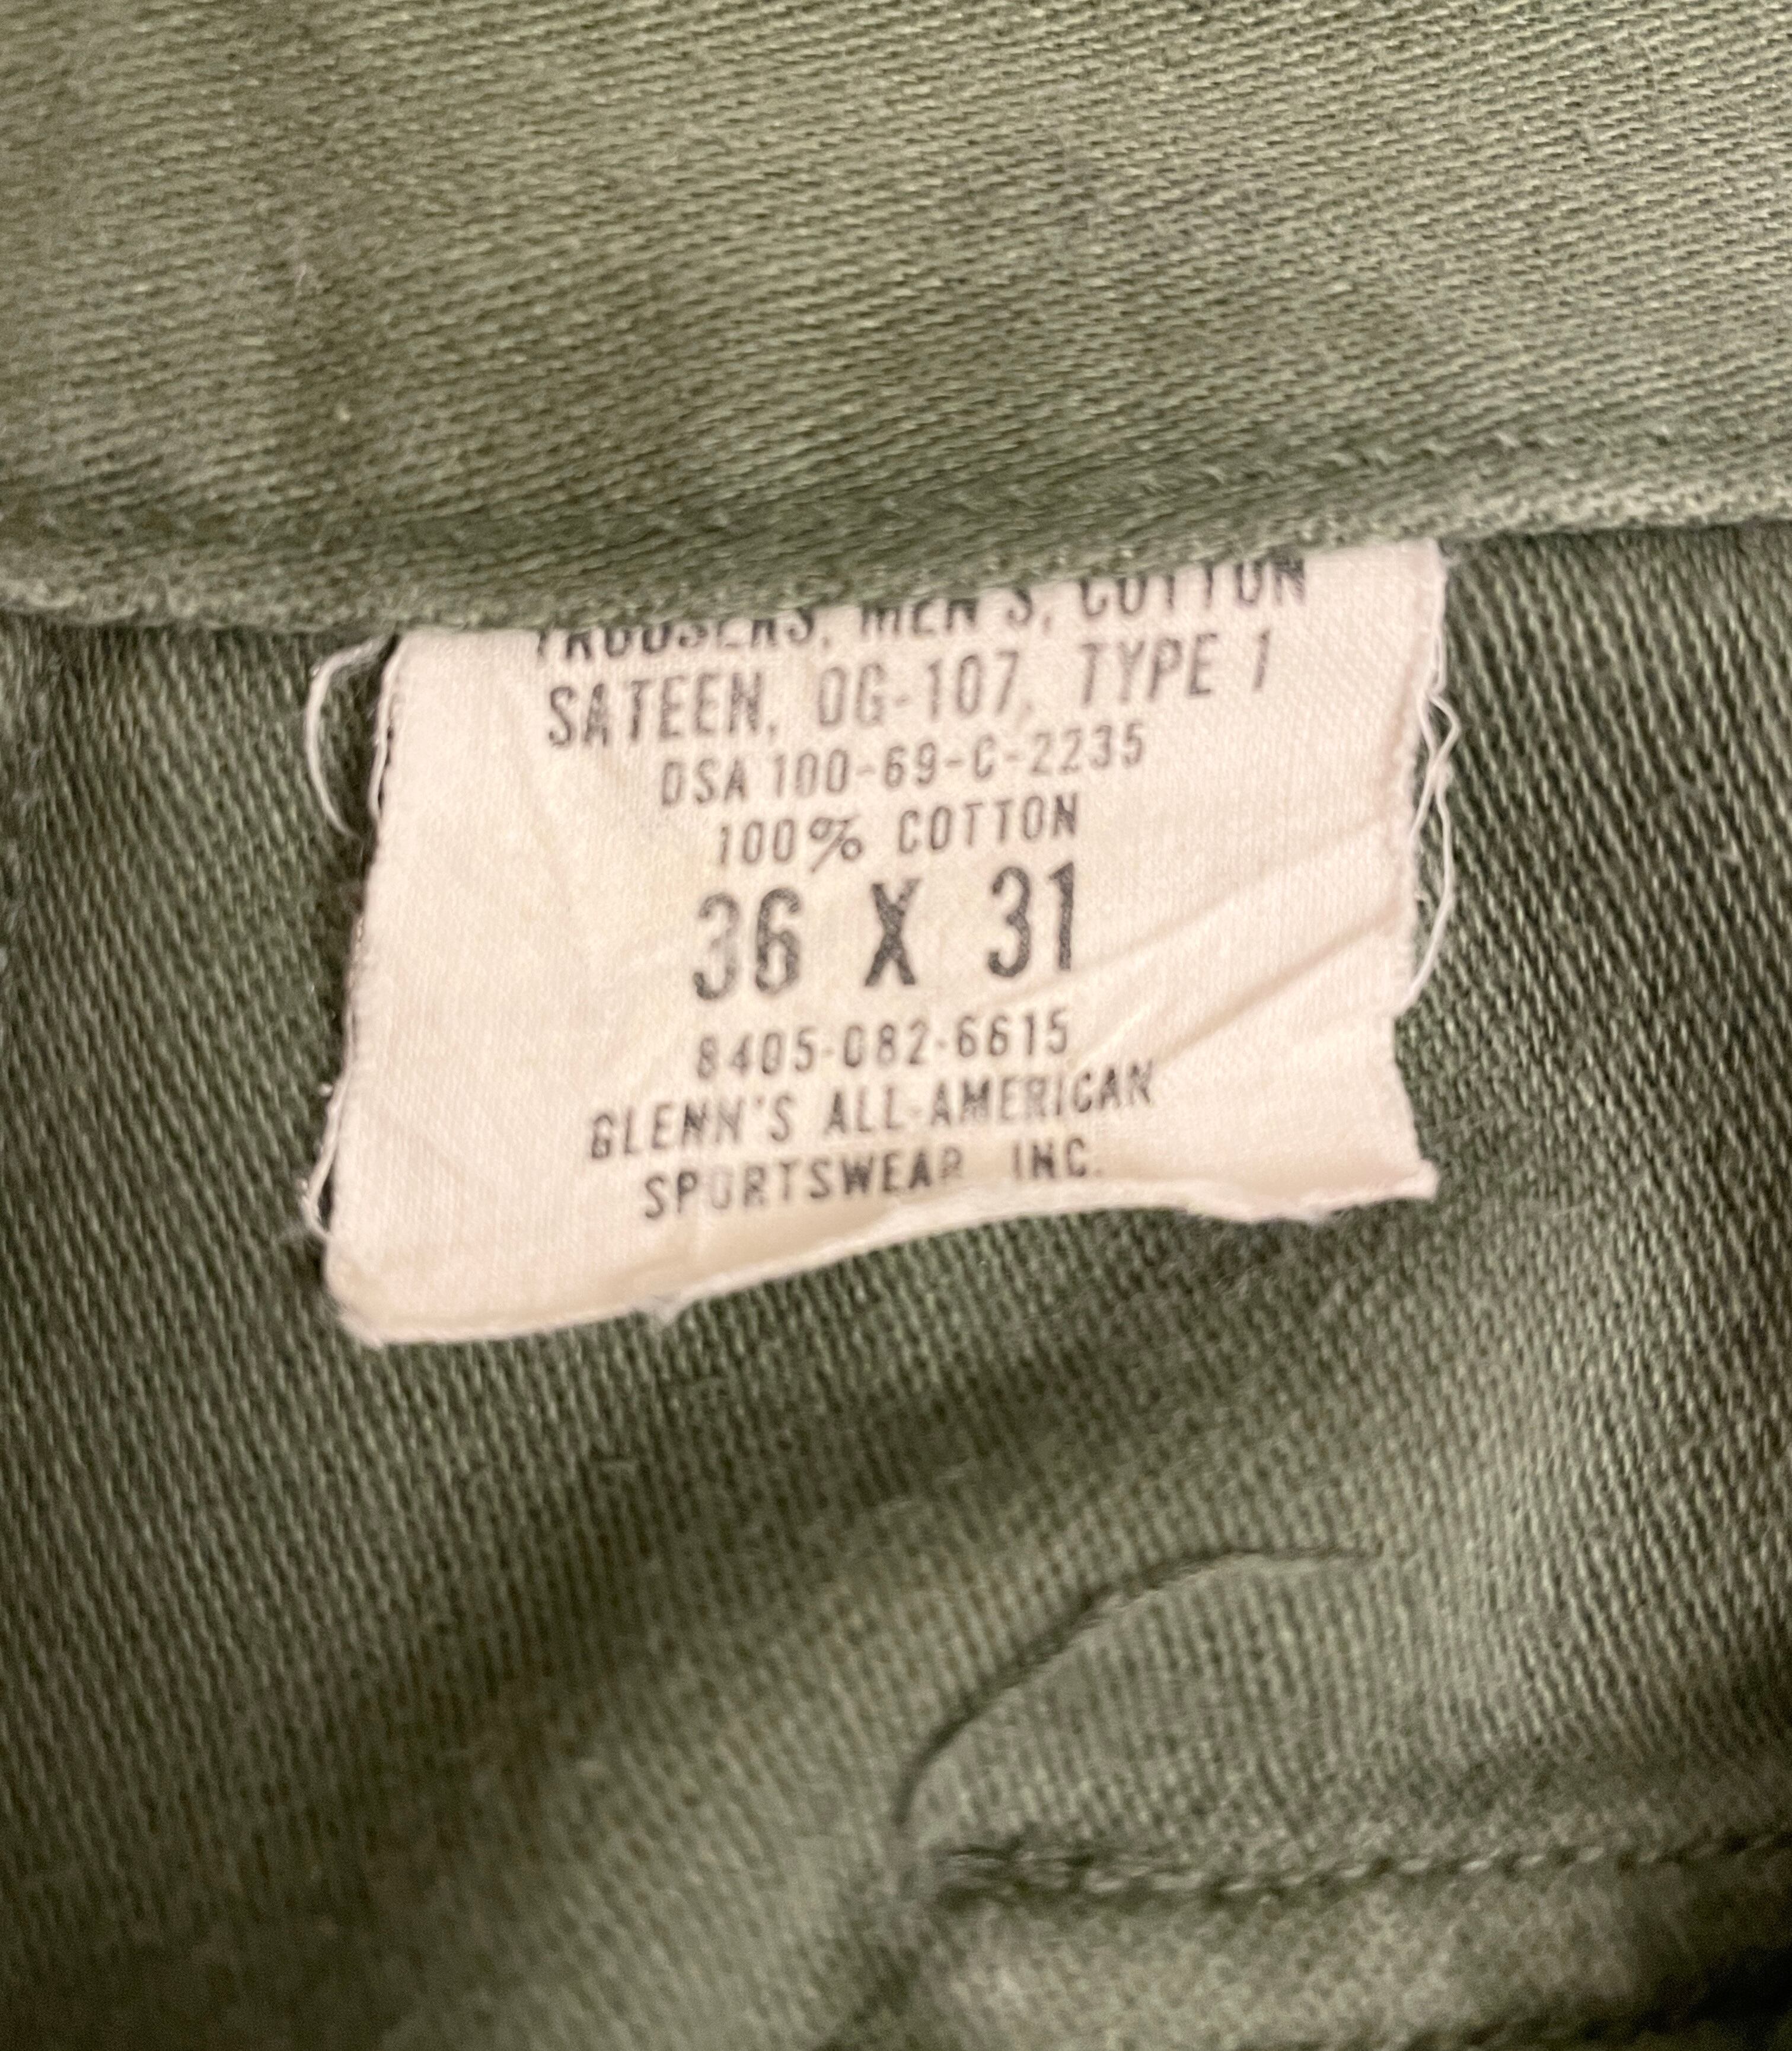 TROUSERS, MEN'S, COTTON
SATEEN, OG-107, TYPE 1
DSA 100-69-C-2235
100% COTTON
36 X 31
8405-082-6615
GLENN'S ALL-AMERICAN
SPORTSWEAR INC.